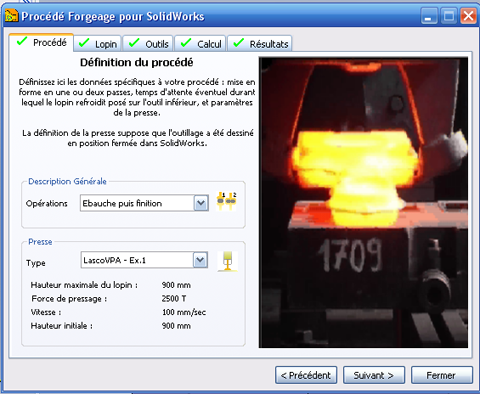 Procédé Forgeage pour SolidWorks
Procédé
Lopin
Outils
Calcul
Résultats
Définition du procédé
Définissez ici les données spécifiques à votre procédé : mise en
forme en une ou deux passes, temps d'attente éventuel durant
lequel le lopin refroidit posé sur l'outil inférieur, et paramètres
de la presse.
La définition de la presse suppose que l'outillage a été dessiné
en position fermée dans SolidWorks.
Description Générale
Opérations
Ebauche puis finition
1 2
Presse
Type
LascoVPA - Ex.1
Hauteur maximale du lopin : 900 mm
Force de pressage : 2500 T
Vitesse : 100 mm/sec
Hauteur initiale : 900 mm
1709
< Précédent
Suivant >
Fermer